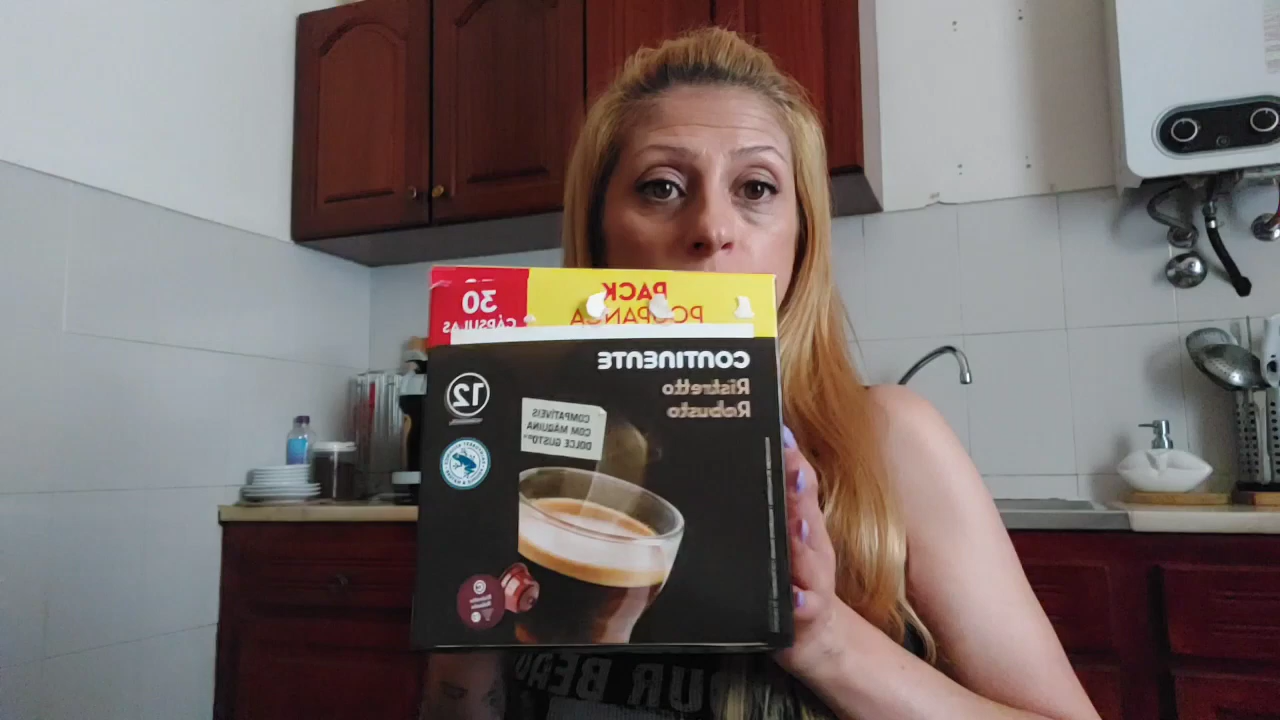 30
CÁPSULAS
PACK
POUPANÇA
CONTINENTE
Ristretto
Robusto
12
COMPATÍVEIS
COM MÁQUINA
DOLCE GUSTO®*